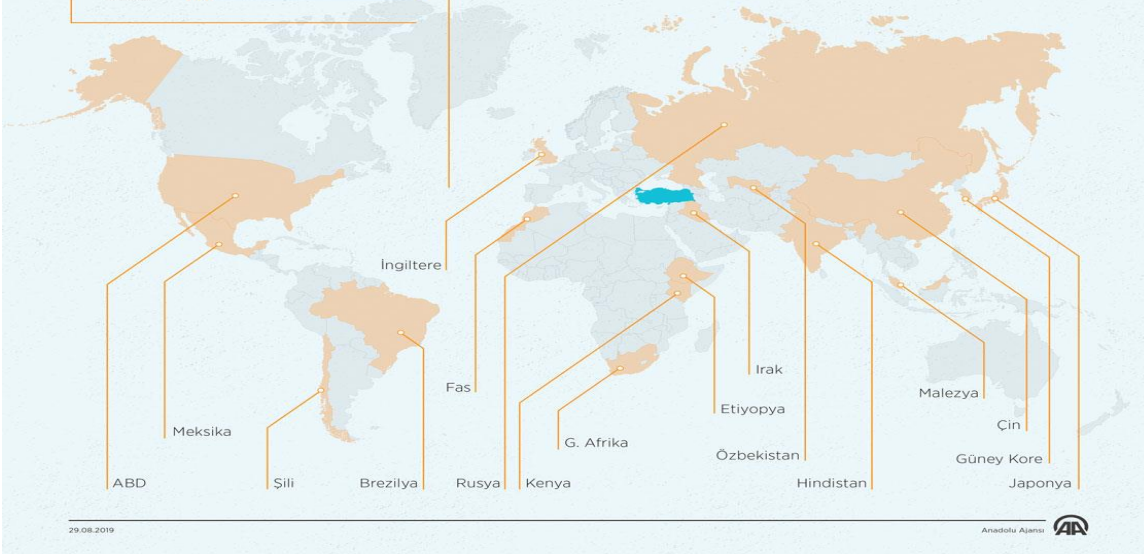 İngiltere
Fas
Irak
Malezya
Etiyopya
Çin
Meksika
G. Afrika
Özbekistan
Güney Kore
ABD
Şili
Brezilya
Rusya
Kenya
Hindistan
Japonya
29.08.2019
Anadolu Ajansı
AA